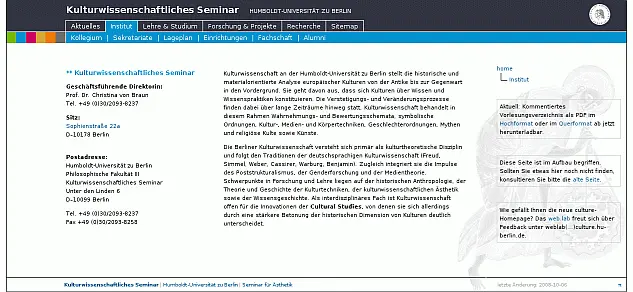 Kulturwissenschaftliches Seminar HUMBOLDT-UNIVERSITÄT ZU BERLIN
Aktuelles Institut Lehre & Studium Forschung & Projekte Recherche Sitemap
Kollegium | Sekretariate | Lageplan | Einrichtungen | Fachschaft | Alumni
** Kulturwissenschaftliches Seminar
Geschäftsführende Direktorin:
Prof. Dr. Christina von Braun
Tel. +49 (0)30/2093-8237
Sitz:
Sophienstraße 22a
D-10178 Berlin
Postadresse:
Humboldt-Universität zu Berlin
Philosophische Fakultät III
Kulturwissenschaftliches Seminar
Unter den Linden 6
D-10099 Berlin
Tel. +49 (0)30/2093-8237
Fax +49 (0)30/2093-8258
Kulturwissenschaft an der Humboldt-Universität zu Berlin stellt die historische und
materialorientierte Analyse europäischer Kulturen von der Antike bis zur Gegenwart
in den Vordergrund. Sie geht davon aus, dass sich Kulturen über Wissen und
Wissenspraktiken konstituieren. Die Verstetigungs- und Veränderungsprozesse
finden dabei über lange Zeiträume hinweg statt. Kulturwissenschaft behandelt in
diesem Rahmen Wahrnehmungs- und Bewertungsschemata, symbolische
Ordnungen, Kultur-, Medien- und Körpertechniken, Geschlechterordnungen, Mythen
und religiöse Kulte sowie Künste.
Die Berliner Kulturwissenschaft versteht sich primär als kulturtheoretische Disziplin
und folgt den Traditionen der deutschsprachigen Kulturwissenschaft (Freud,
Simmel, Weber, Cassirer, Warburg, Benjamin). Zugleich integriert sie die Impulse
des Poststrukturalismus, der Genderforschung und der Medientheorie.
Schwerpunkte in Forschung und Lehre liegen auf der historischen Anthropologie, der
Theorie und Geschichte der Kulturtechniken, der kulturwissenschaftlichen Ästhetik
sowie der Wissensgeschichte. Als interdisziplinäres Fach ist Kulturwissenschaft
offen für die Innovationen der Cultural Studies, von denen sie sich allerdings
durch eine stärkere Betonung der historischen Dimension von Kulturen deutlich
unterscheidet.
home
Institut
Aktuell: Kommentiertes
Vorlesungsverzeichnis als PDF im
Hochformat oder im Querformat ab jetzt
herunterladbar.
Diese Seite ist im Aufbau begriffen.
Sollten Sie etwas hier noch nicht finden,
konsultieren Sie bitte die alte Seite.
Wie gefällt Ihnen die neue culture-
Homepage? Das web.lab freut sich über
Feedback unter weblab culture.hu-
berlin.de.
Kulturwissenschaftliches Seminar | Humboldt-Universität zu Berlin | Seminar für Ästhetik
letzte Änderung: 2008-10-06